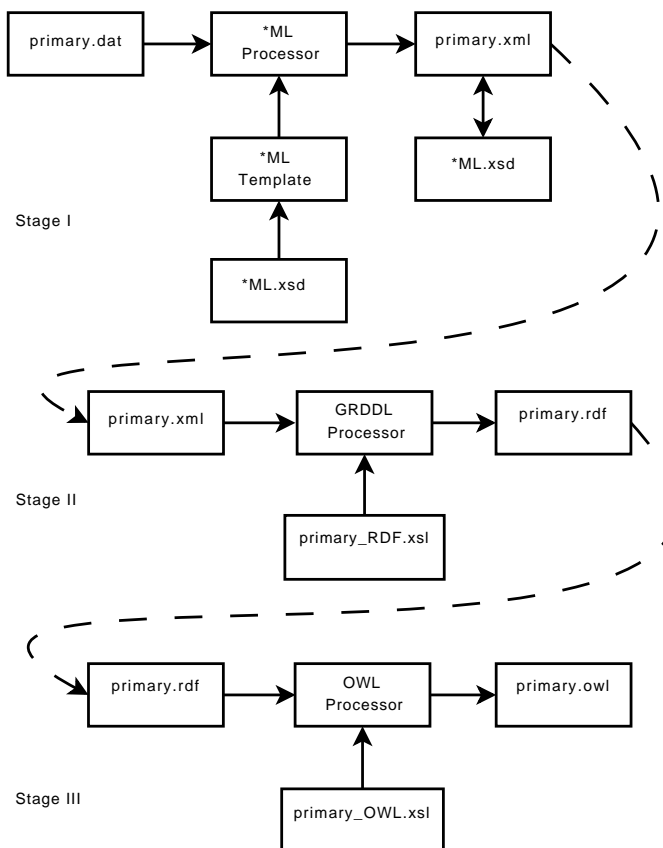 primary.dat
*ML
Processor
primary.xml
*ML
Template
*ML.xsd
Stage I
*ML.xsd
primary.xml
GRDDL
Processor
primary.rdf
Stage II
primary_RDF.xsl
primary.rdf
OWL
Processor
primary.owl
Stage III
primary_OWL.xsl